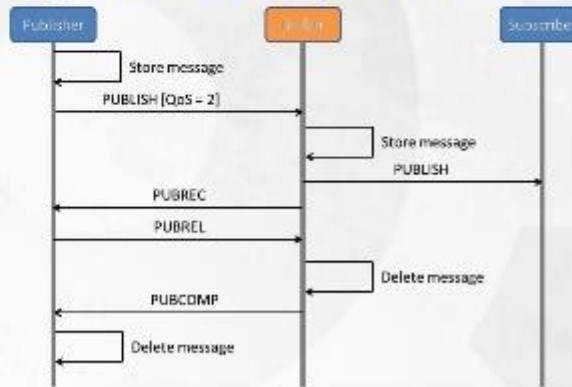 Publisher
Subscriber
Store message
PUBLISH [QoS = 2]
Store message
PUBLISH
PUBREC
PUBREL
Delete message
PUBCOMP
Delete message